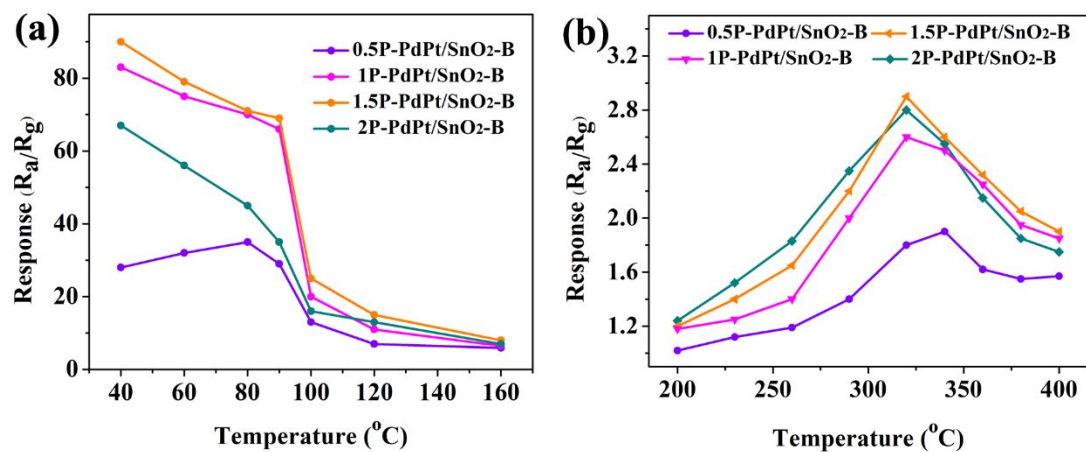 (a)
0.5P-PdPt/SnO2-B
1P-PdPt/SnO2-B
1.5P-PdPt/SnO2-B
2P-PdPt/SnO2-B
Response (Ra/Rg)
80
60
40
20
0
40 60 80 100 120 140 160
Temperature (oC)
(b)
0.5P-PdPt/SnO2-B 1.5P-PdPt/SnO2-B
1P-PdPt/SnO2-B 2P-PdPt/SnO2-B
Response (Ra/Rg)
3.2
2.8
2.4
2.0
1.6
1.2
200 250 300 350 400
Temperature (oC)